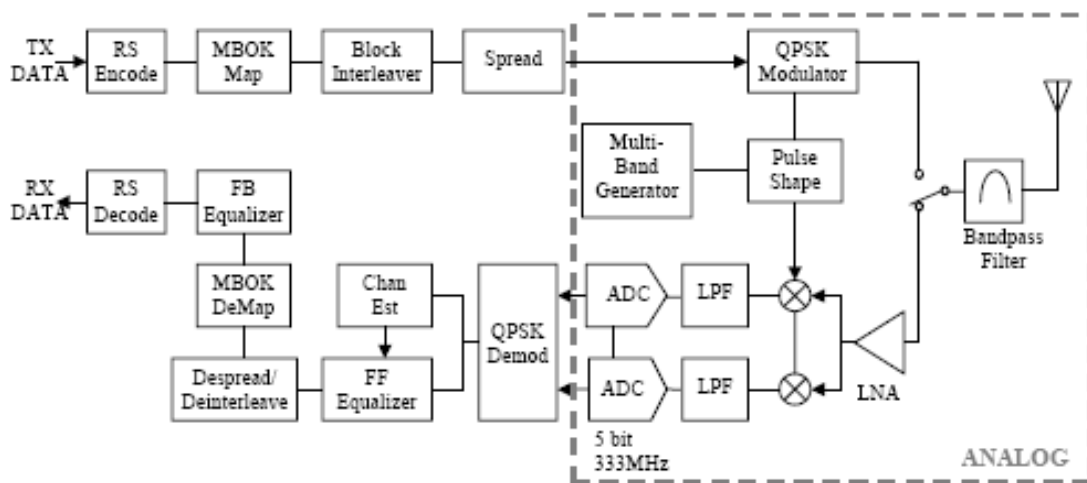 TX
DATA
RS
Encode
MBOK
Map
Block
Interleaver
Spread
QPSK
Modulator
Multi-
Band
Generator
Pulse
Shape
RX
DATA
RS
Decode
FB
Equalizer
Bandpass
Filter
MBOK
DeMap
Chan
Est
QPSK
Demod
ADC
LPF
Despread/
Deinterleave
FF
Equalizer
ADC
LPF
LNA
5 bit
333MHz
ANALOG